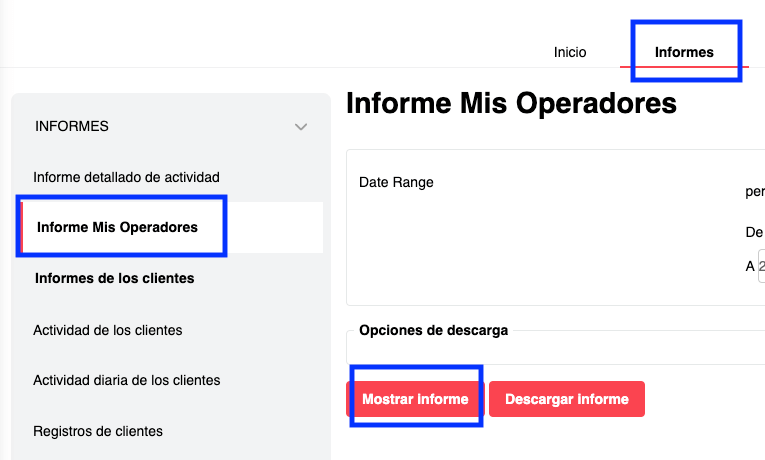 Inicio
Informes
INFORMES
Informe detallado de actividad
Informe Mis Operadores
Informes de los clientes
Actividad de los clientes
Actividad diaria de los clientes
Registros de clientes
Informe Mis Operadores
Date Range
per
De
A 2
Opciones de descarga
Mostrar Informe
Descargar Informe